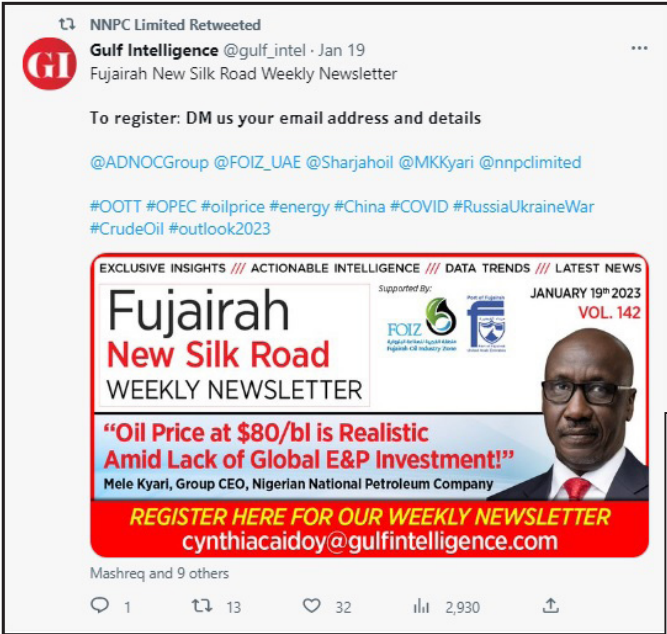 NNPC Limited Retweeted
Gulf Intelligence @gulf_intel · Jan 19
Fujairah New Silk Road Weekly Newsletter
To register: DM us your email address and details
@ADNOCGroup @FOIZ_UAE @Sharjahoil @MKKyari @nnpclimited
#OOTT #OPEC #oilprice #energy #China #COVID #RussiaUkraineWar
#CrudeOil #outlook2023
GI
EXCLUSIVE INSIGHTS /// ACTIONABLE INTELLIGENCE /// DATA TRENDS /// LATEST NEWS
Fujairah
New Silk Road
WEEKLY NEWSLETTER
Supported By:
FOIZ
Fujairah Oil Industry Zone
Port of Fujairah
JANUARY 19th 2023
VOL. 142
“Oil Price at $80/bl is Realistic
Amid Lack of Global E&P Investment!”
Mele Kyari, Group CEO, Nigerian National Petroleum Company
REGISTER HERE FOR OUR WEEKLY NEWSLETTER
cynthiacaidoy@gulfintelligence.com
Mashreq and 9 others
1 13 32 2,930